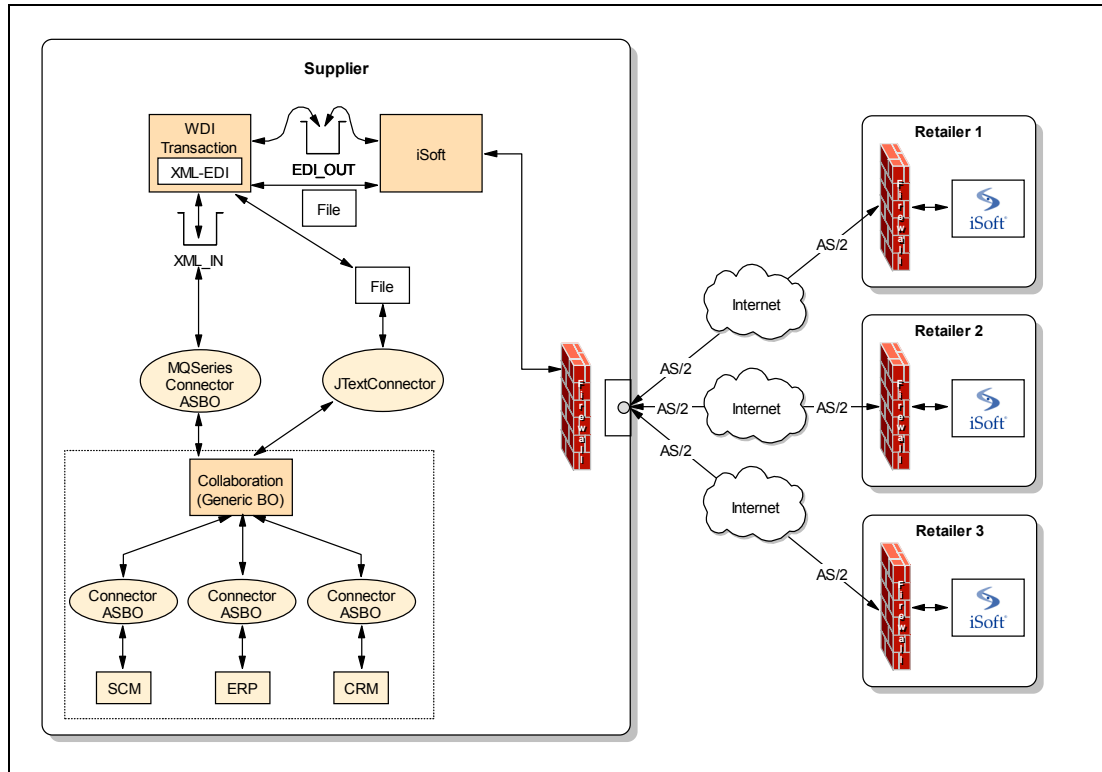 Supplier
WDI
Transaction
XML-EDI
EDI_OUT
iSoft
File
XML_IN
File
MQSeries
Connector
ASBO
JTextConnector
Collaboration
(Generic BO)
Connector
ASBO
Connector
ASBO
Connector
ASBO
SCM
ERP
CRM
Firewall
AS/2
Internet
AS/2
AS/2
Internet
AS/2
AS/2
Internet
AS/2
Retailer 1
Firewall
iSoft®
Retailer 2
Firewall
iSoft®
Retailer 3
Firewall
iSoft®